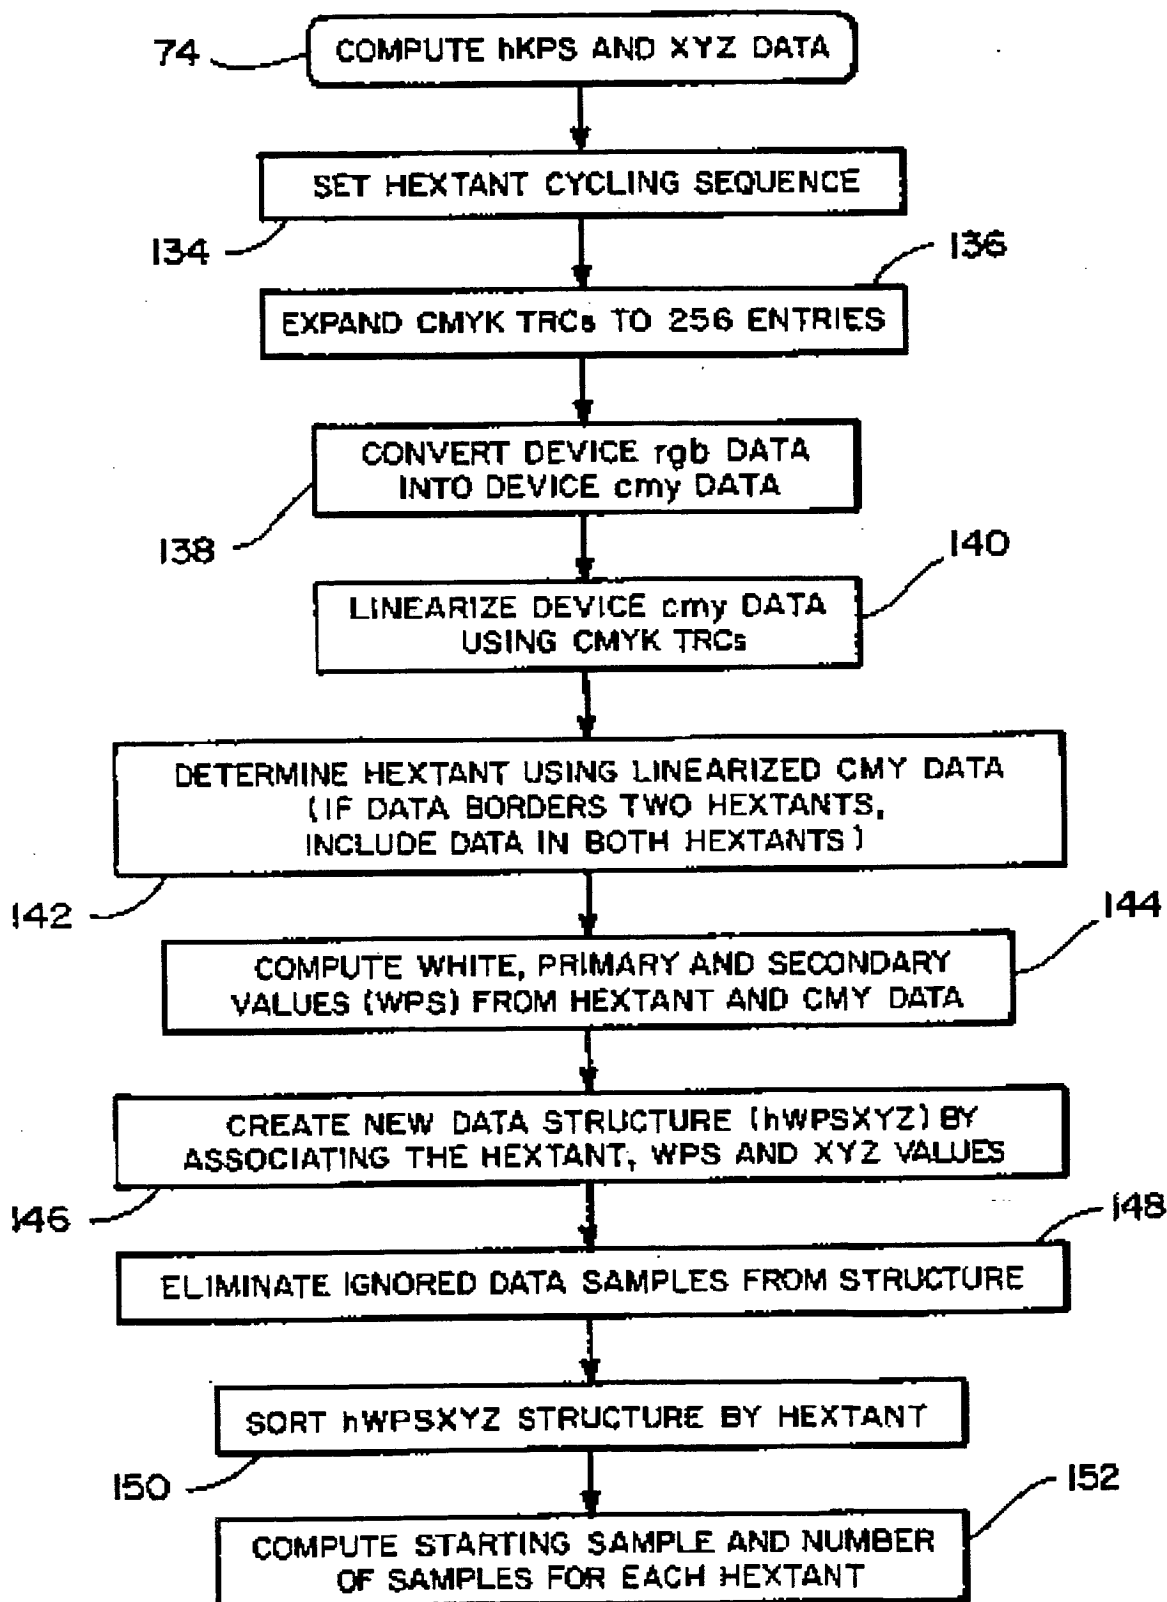 74
COMPUTE hKPS AND XYZ DATA
SET HEXTANT CYCLING SEQUENCE
134
136
EXPAND CMYK TRCs TO 256 ENTRIES
CONVERT DEVICE rgb DATA
INTO DEVICE cmy DATA
138
140
LINEARIZE DEVICE cmy DATA
USING CMYK TRCs
DETERMINE HEXTANT USING LINEARIZED CMY DATA
(IF DATA BORDERS TWO HEXTANTS,
INCLUDE DATA IN BOTH HEXTANTS)
142
144
COMPUTE WHITE, PRIMARY AND SECONDARY
VALUES (WPS) FROM HEXTANT AND CMY DATA
CREATE NEW DATA STRUCTURE (hWPSXYZ) BY
ASSOCIATING THE HEXTANT, WPS AND XYZ VALUES
146
148
ELIMINATE IGNORED DATA SAMPLES FROM STRUCTURE
SORT hWPSXYZ STRUCTURE BY HEXTANT
150
152
COMPUTE STARTING SAMPLE AND NUMBER
OF SAMPLES FOR EACH HEXTANT